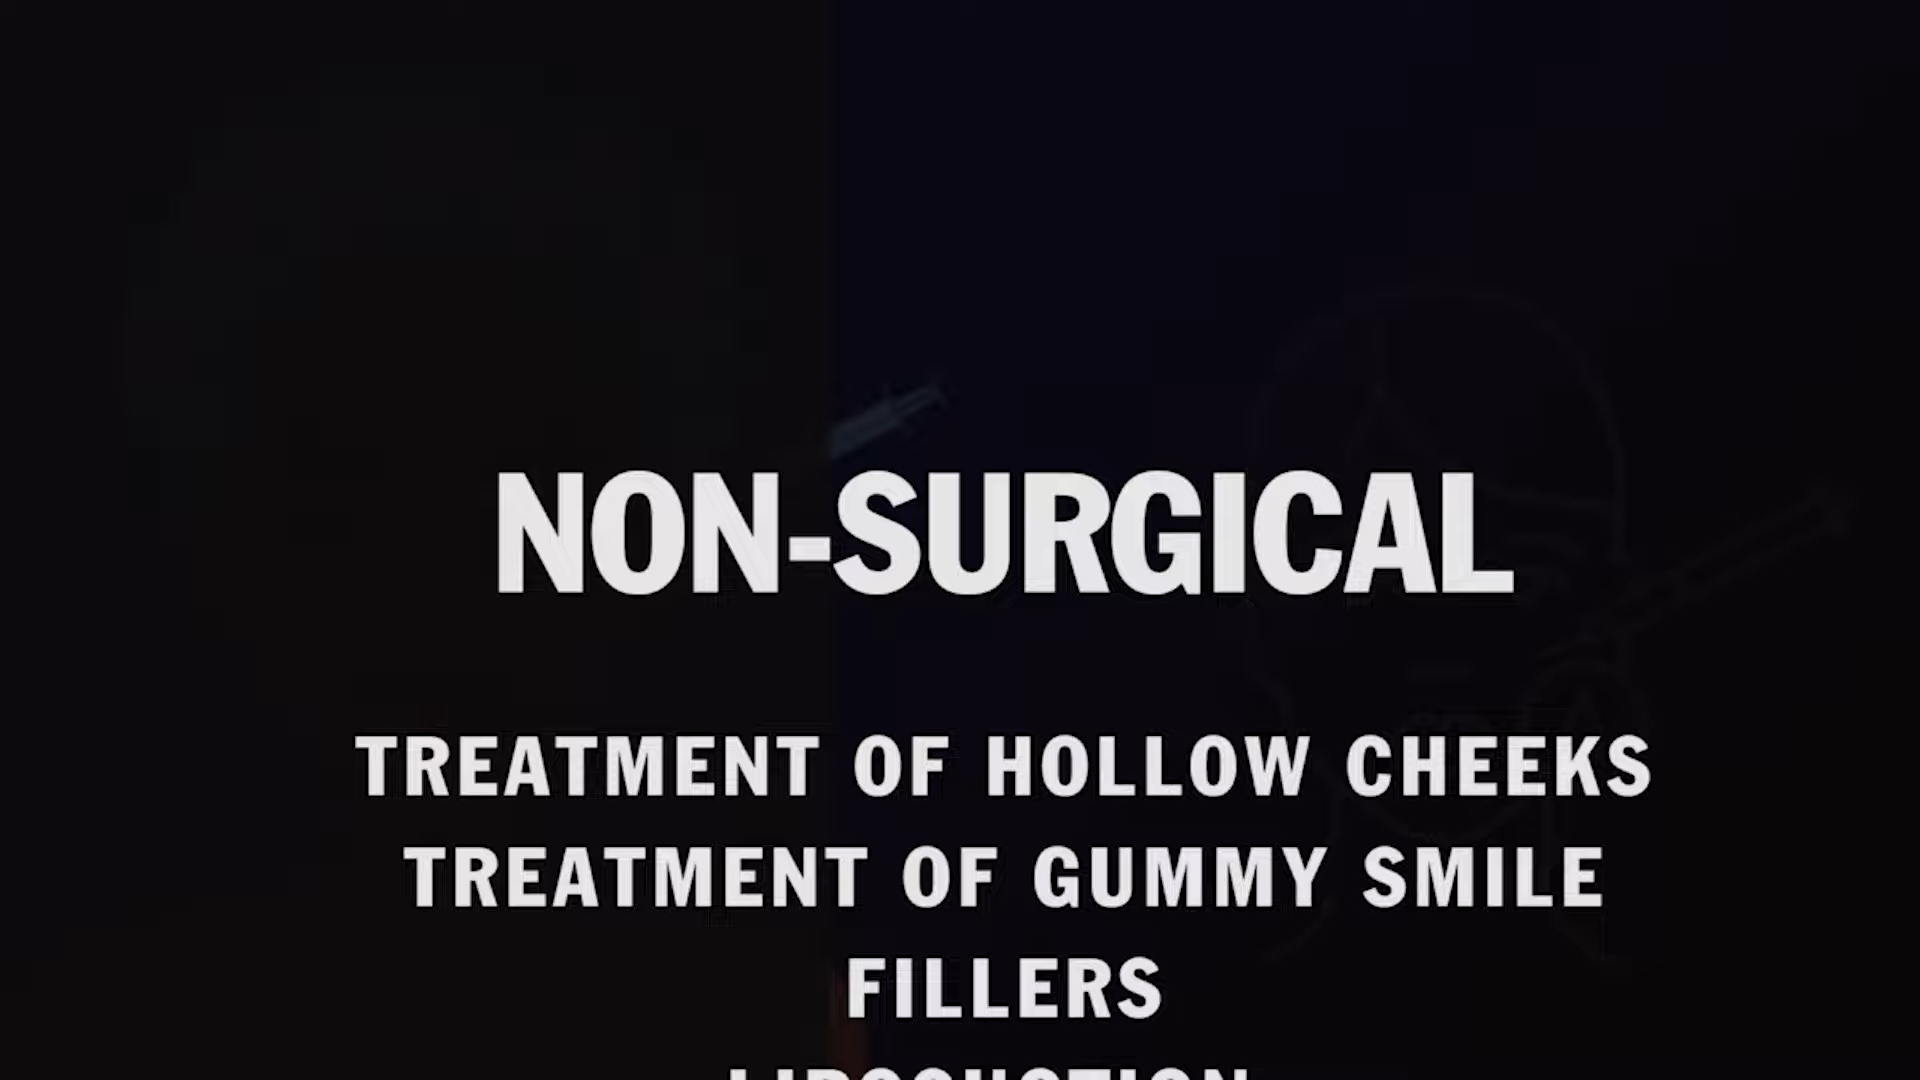 NON-SURGICAL
TREATMENT OF HOLLOW CHEEKS
TREATMENT OF GUMMY SMILE
FILLERS